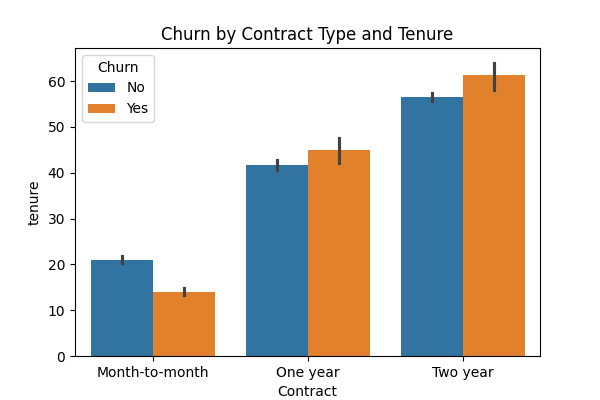 Churn by Contract Type and Tenure
Churn
No
Yes
60
50
40
30
20
10
0
tenure
Month-to-month
One year
Two year
Contract